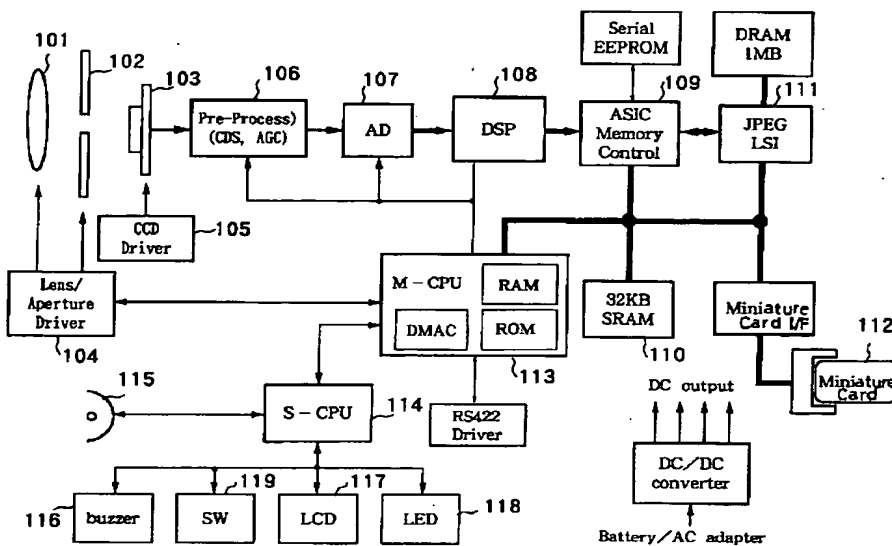 101
102
103
106
107
108
Serial
EEPROM
109
DRAM
1MB
111
Pre-Process)
(CDS, AGC)
AD
DSP
ASIC
Memory
Control
JPEG
LSI
CCD
Driver
105
Lens/
Aperture
Driver
104
M-CPU
RAM
DMAC
ROM
113
32KB
SRAM
110
Miniature
Card I/F
112
Miniature
Card
115
S-CPU
114
RS422
Driver
DC output
DC/DC
converter
Battery/AC adapter
116
buzzer
119
SW
117
LCD
LED
118